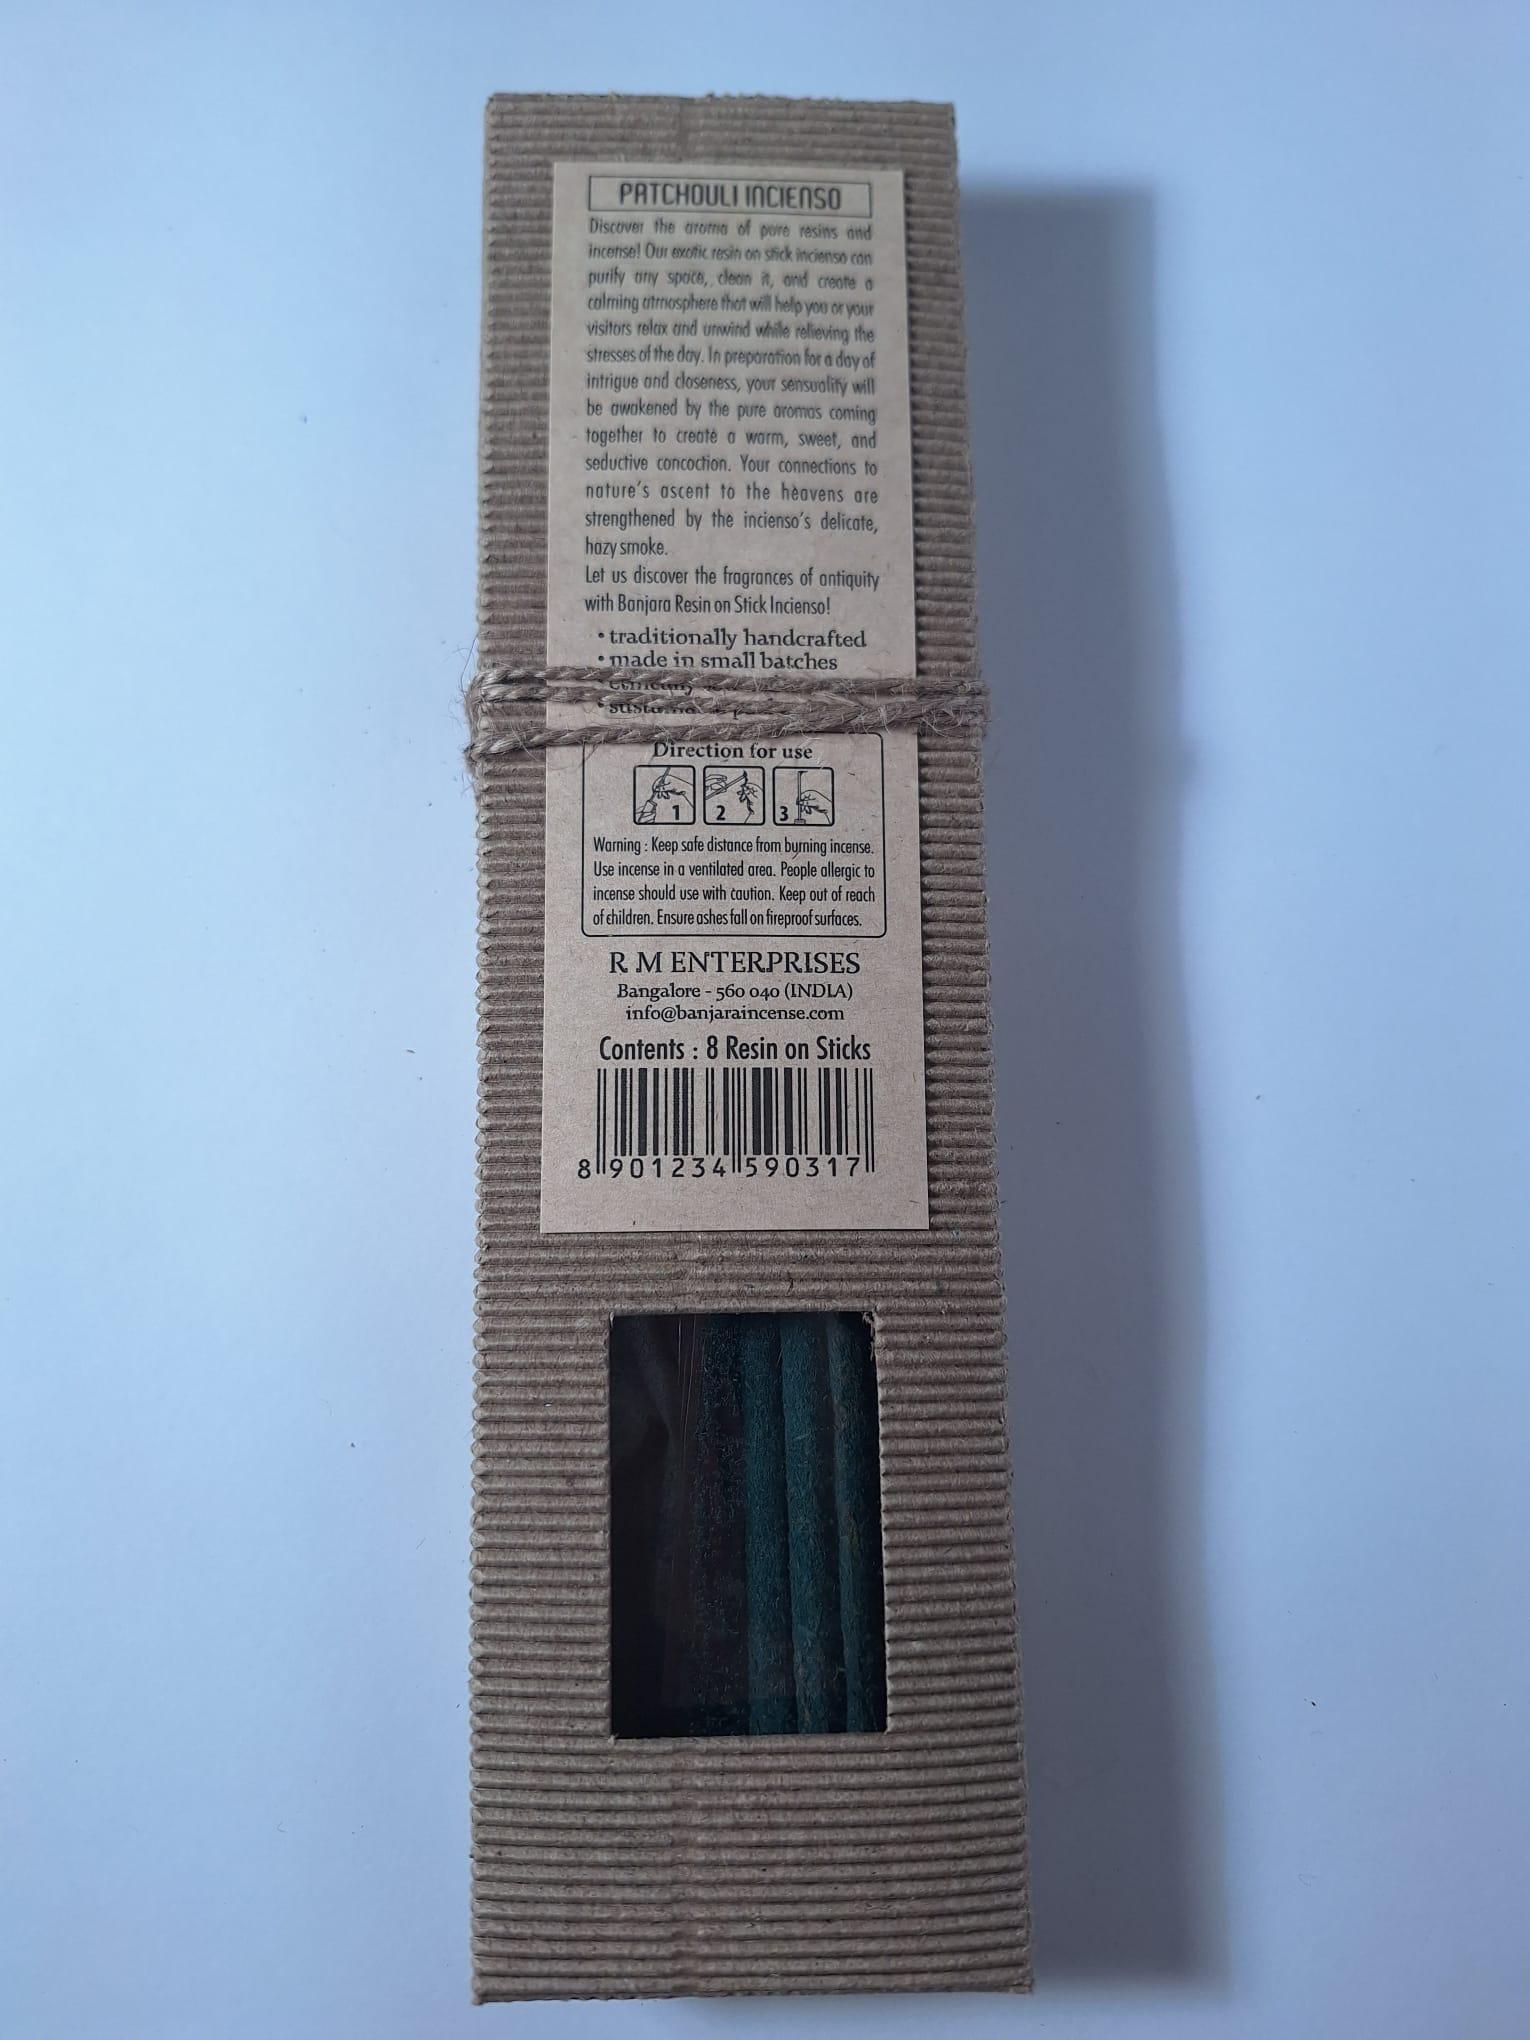 PATCHOULI INCIENSO
Discover the aroma of pure resins and
incense! Our exotic resin on stick incienso can
purify any space, clean it, and create a
calming atmosphere that will help you or your
visitors relax and unwind while relieving the
stresses of the day. In preparation for a day of
intrigue and closeness, your sensuality will
be awakened by the pure aromas coming
together to create a warm, sweet, and
seductive concoction. Your connections to
nature's ascent to the heavens are
strengthened by the incienso's delicate,
hazy smoke.
Let us discover the fragrances of antiquity
with Banjara Resin on Stick Incienso!
• traditionally handcrafted
• made in small batches
Direction for use
1 2 3
Warning : Keep safe distance from burning incense.
Use incense in a ventilated area. People allergic to
incense should use with caution. Keep out of reach
of children. Ensure ashes fall on fireproof surfaces.
R M ENTERPRISES
Bangalore - 560 040 (INDIA)
info@banjaraincense.com
Contents : 8 Resin on Sticks
8 901234 590317